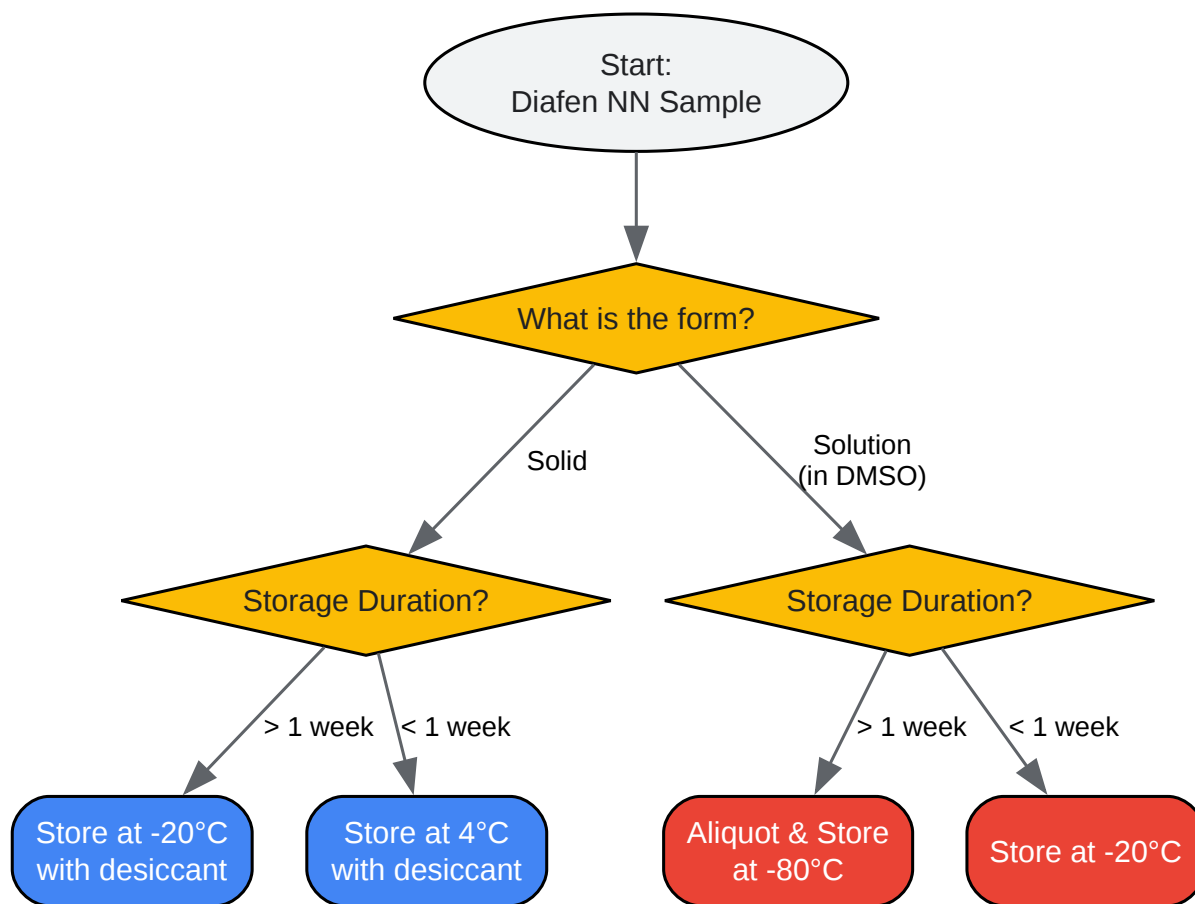 Start:
Diafen NN Sample
What is the form?
Solid
Solution
(in DMSO)
Storage Duration?
Storage Duration?
> 1 week
< 1 week
> 1 week
< 1 week
Store at -20°C
with desiccant
Store at 4°C
with desiccant
Aliquot & Store
at -80°C
Store at -20°C